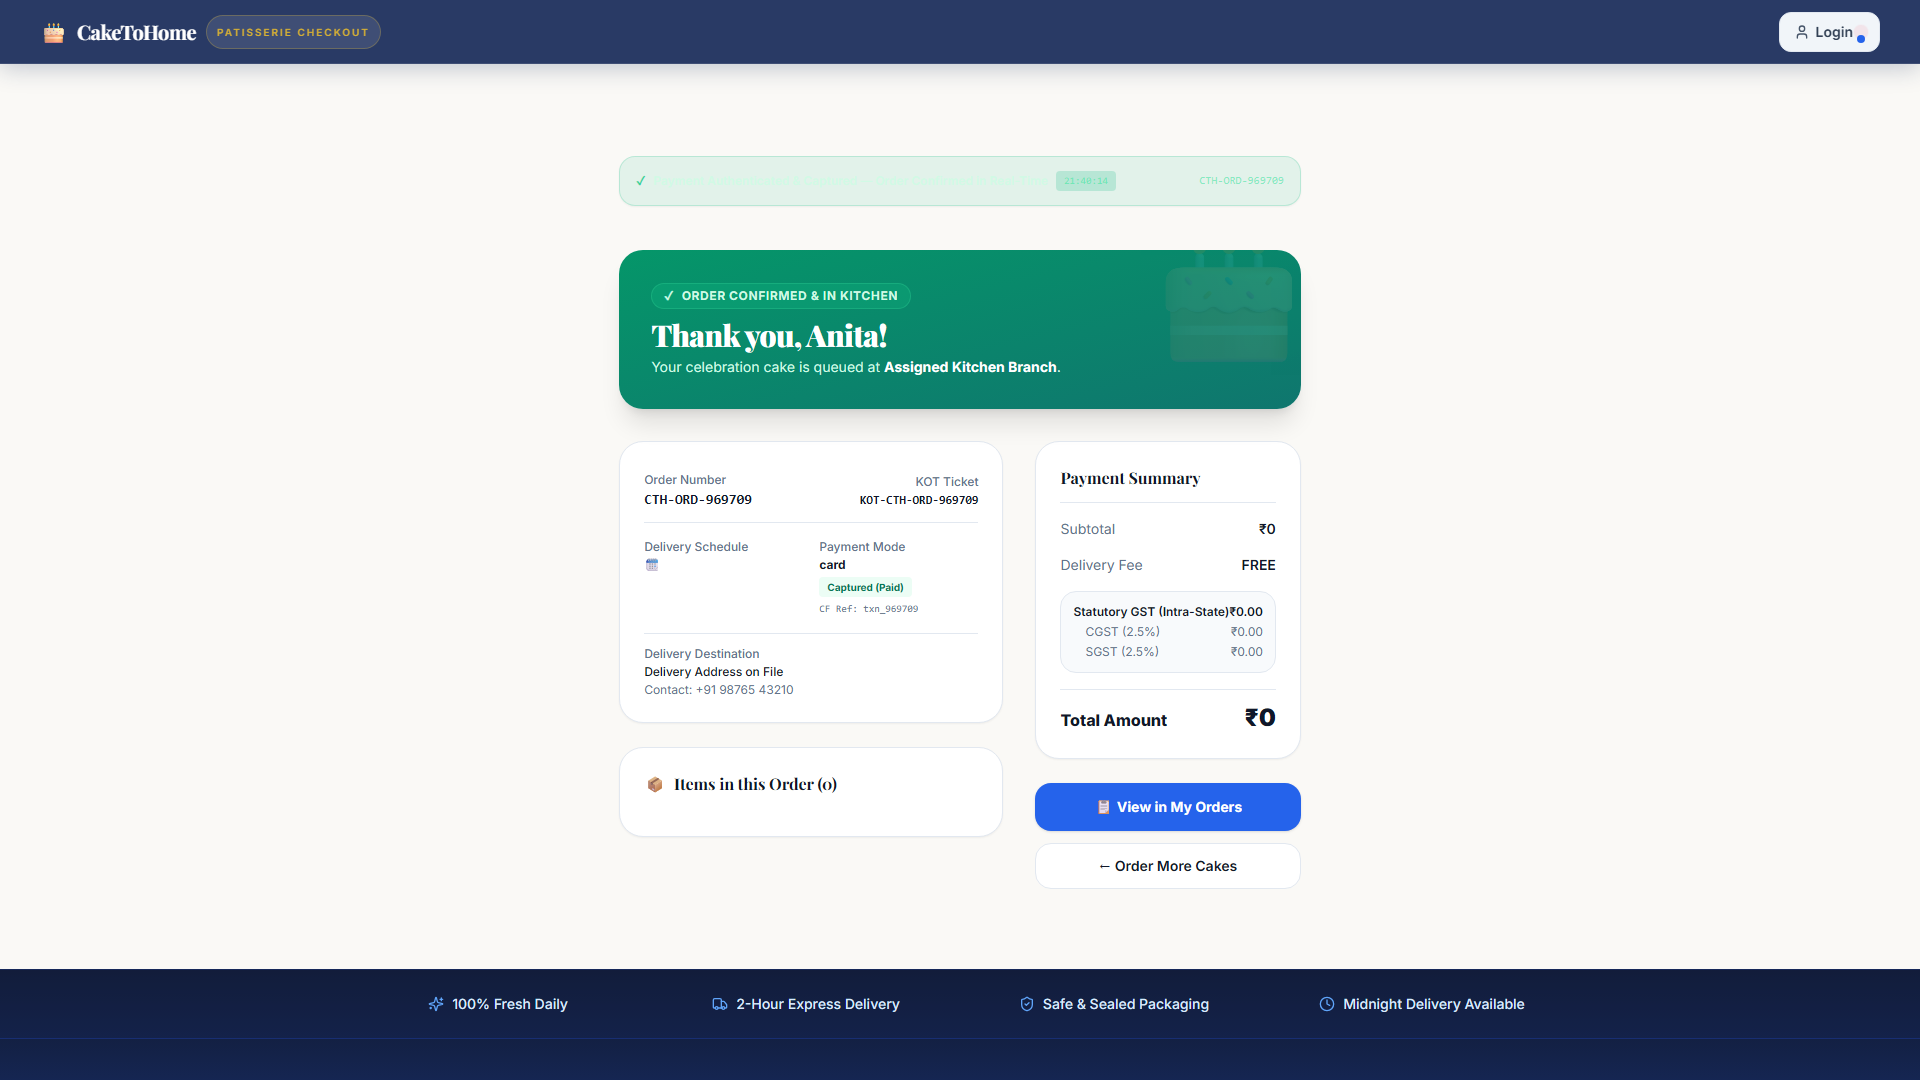 CakeToHome
PATISSERIE CHECKOUT
Login
21:40:14
CTH-ORD-969709
✓ ORDER CONFIRMED & IN KITCHEN
Thank you, Anita!
Your celebration cake is queued at Assigned Kitchen Branch.
Order Number
KOT Ticket
CTH-ORD-969709
KOT-CTH-ORD-969709
Delivery Schedule
Payment Mode
card
Captured (Paid)
CF Ref: txn_969709
Delivery Destination
Delivery Address on File
Contact: +91 98765 43210
Items in this Order (0)
Payment Summary
Subtotal ₹0
Delivery Fee FREE
Statutory GST (Intra-State)₹0.00
CGST (2.5%) ₹0.00
SGST (2.5%) ₹0.00
Total Amount ₹0
View in My Orders
← Order More Cakes
100% Fresh Daily
2-Hour Express Delivery
Safe & Sealed Packaging
Midnight Delivery Available